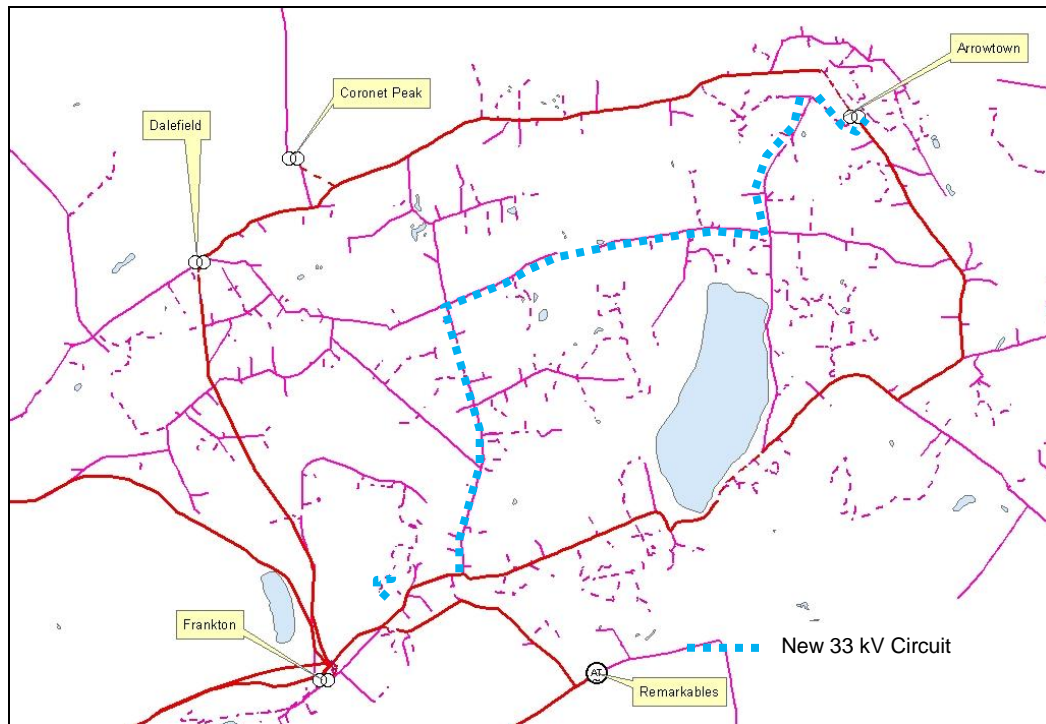 Arrowtown
Coronet Peak
Dalefield
Frankton
New 33 kV Circuit
AT
Remarkables